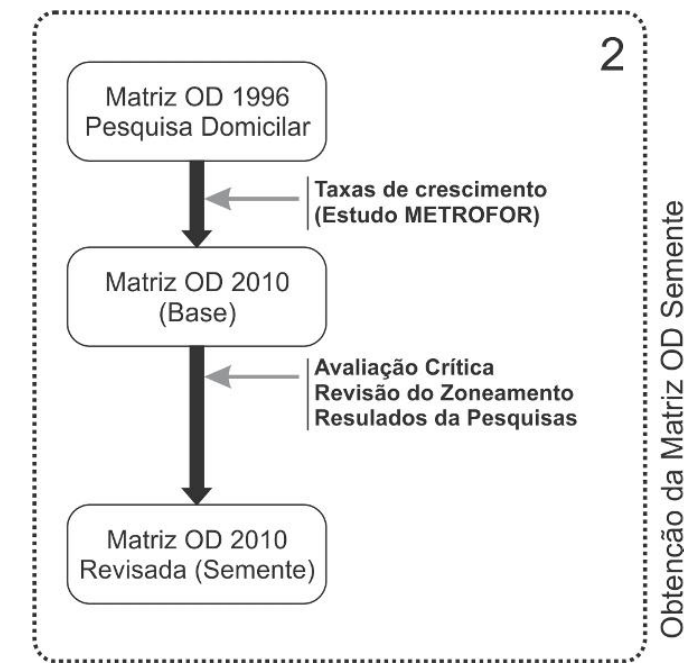 2
Matriz OD 1996
Pesquisa Domicilar
Taxas de crescimento
(Estudo METROFOR)
Matriz OD 2010
(Base)
Avaliação Crítica
Revisão do Zoneamento
Resulados da Pesquisas
Matriz OD 2010
Revisada (Semente)
Obtenção da Matriz OD Semente